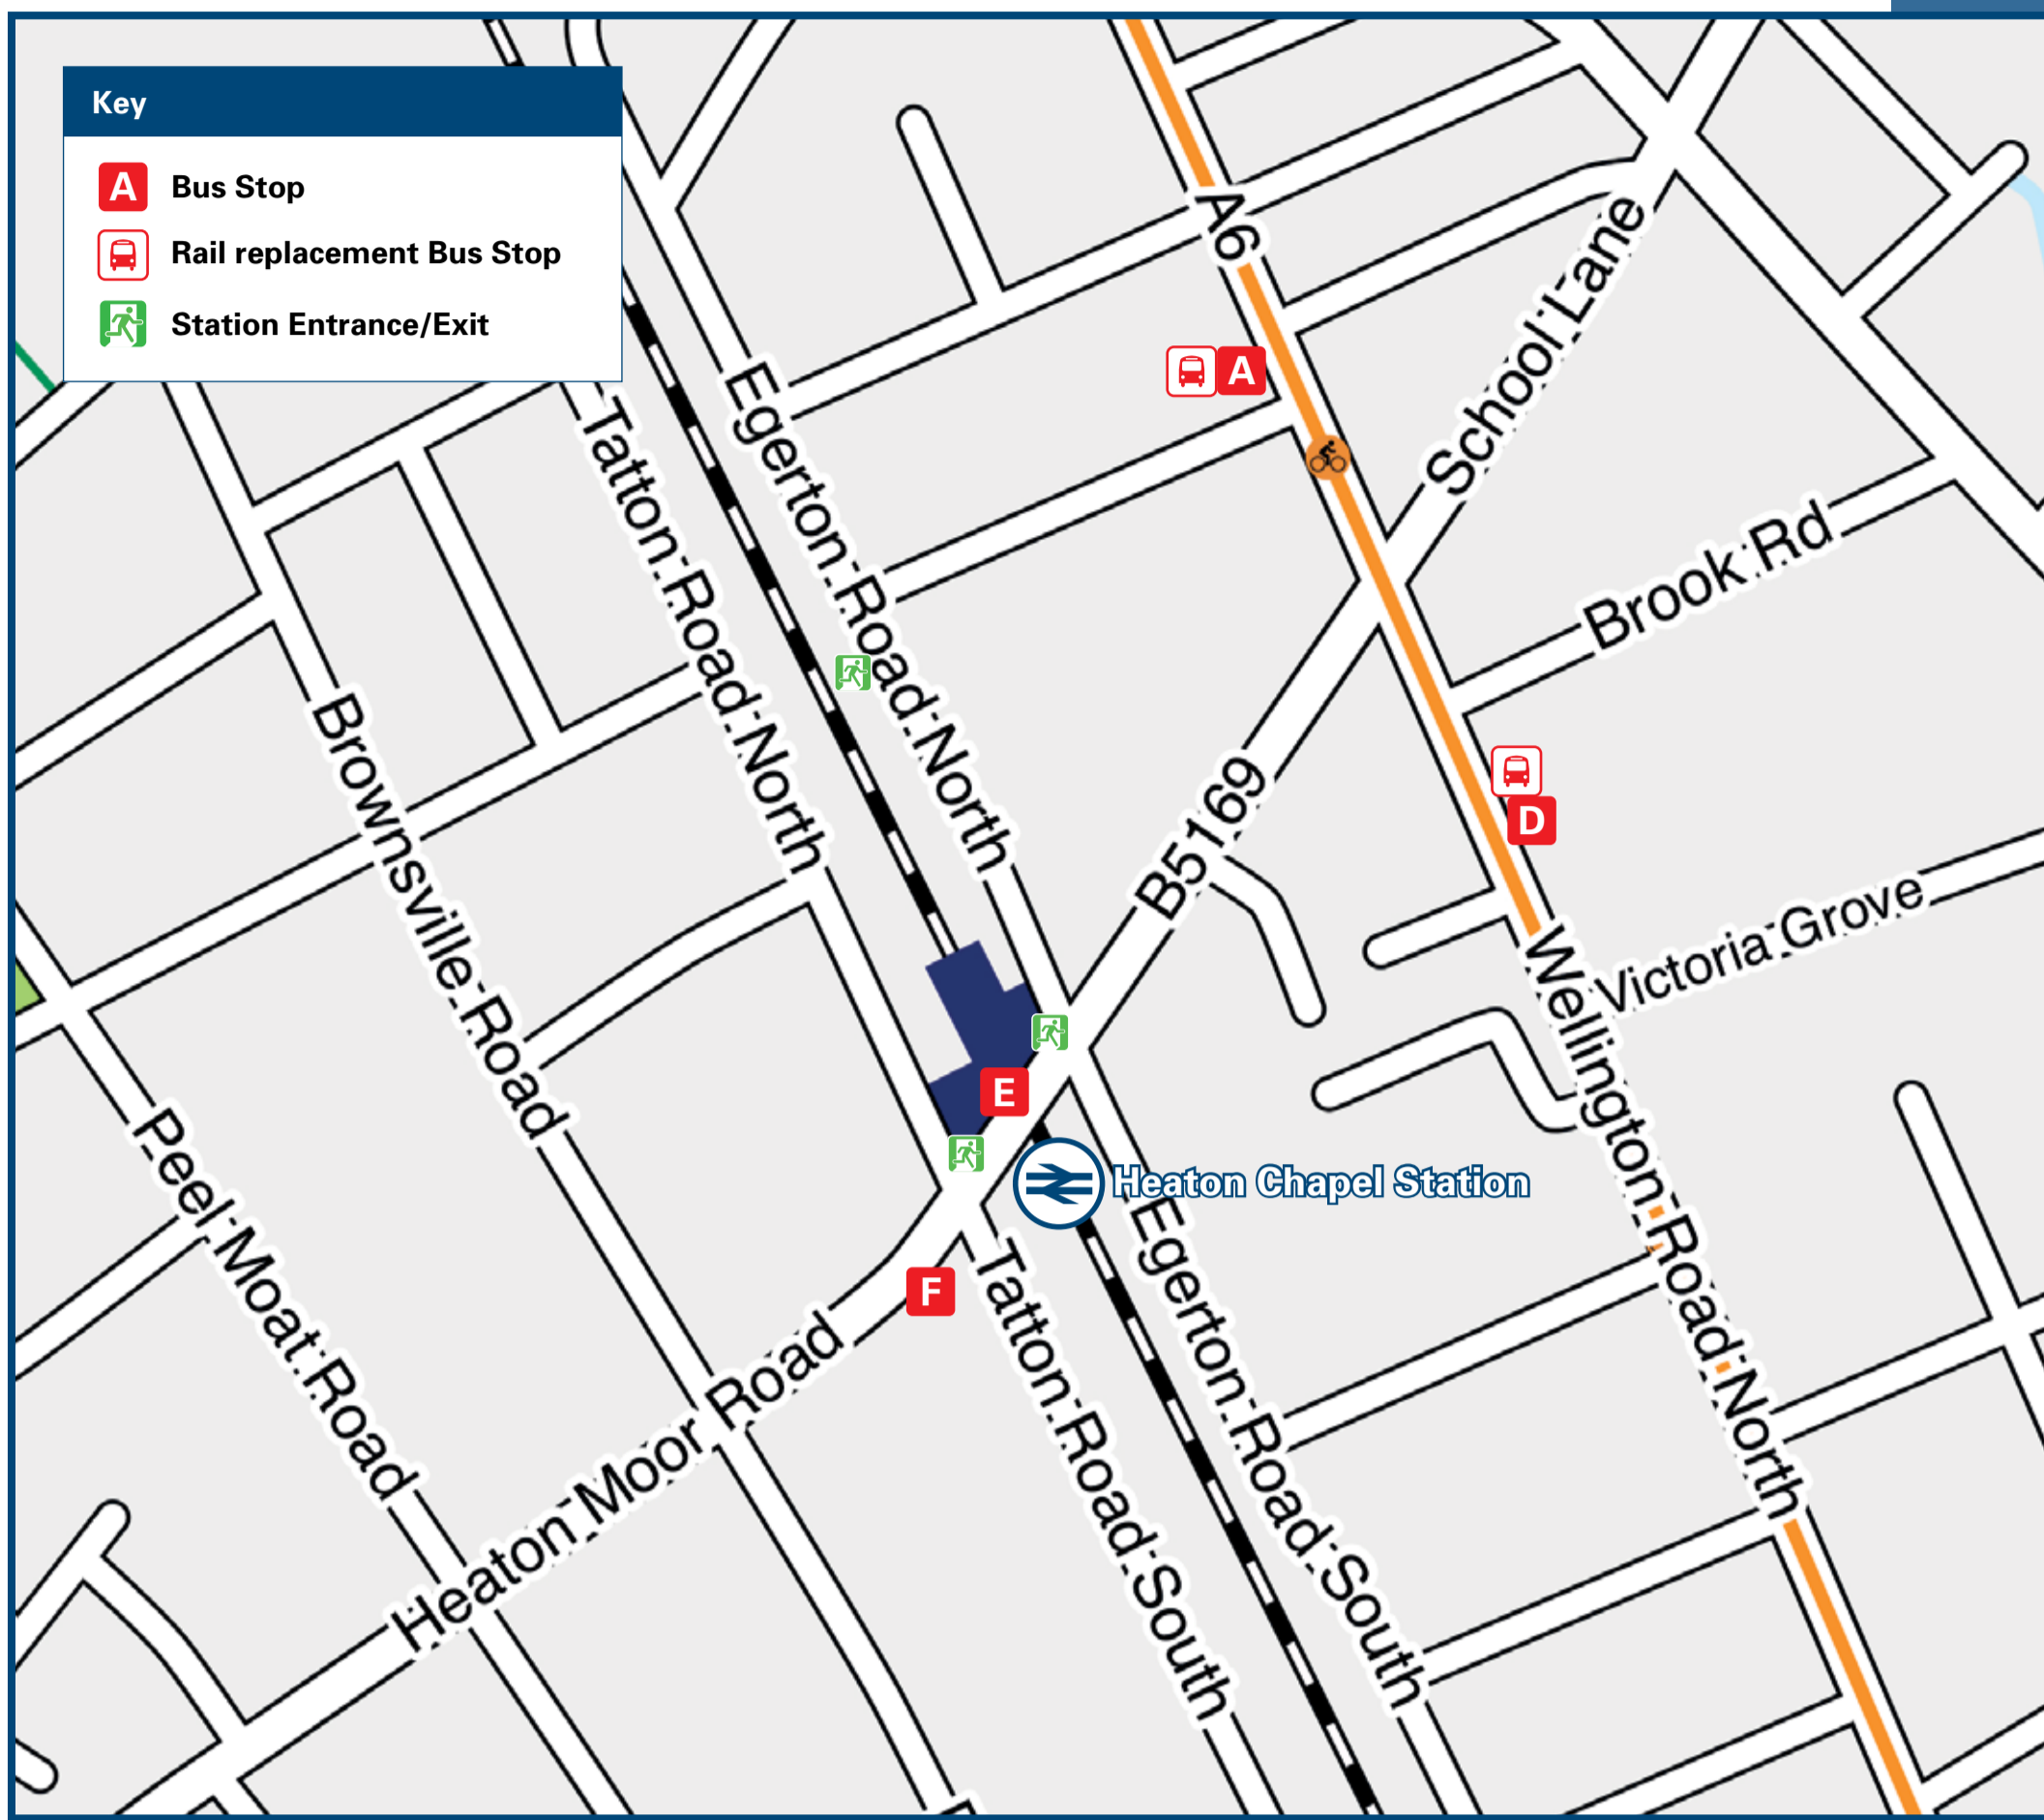 Key
A Bus Stop
Rail replacement Bus Stop
Station Entrance/Exit
A6
School Lane
A
Egerton Road North
Tatton Road North
Brook Rd
Brownsville Road
B5169
D
Victoria Grove
Wellington Road North
E
Heaton Chapel Station
Peel Moat Road
F
Tatton Road South
Egerton Road South
Heaton Moor Road